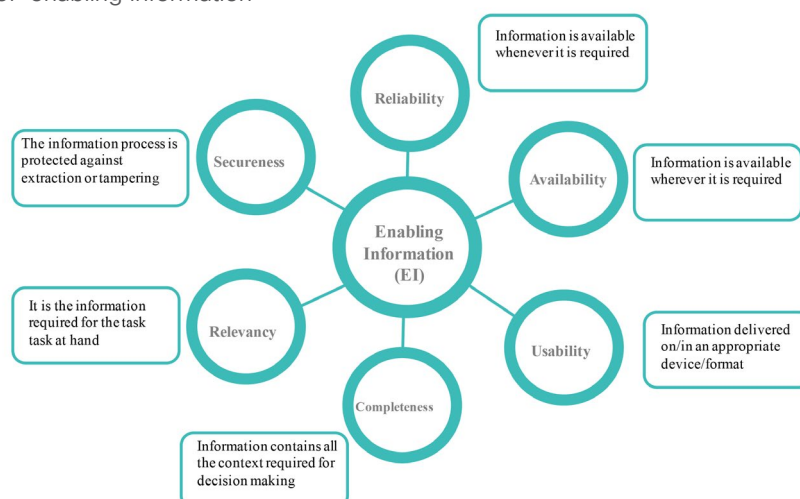 enabling information
Information is available
whenever it is required
Reliability
The information process is
protected against
extraction or tampering
Secureness
Availability
Information is available
wherever it is required
Enabling
Information
(EI)
It is the information
required for the task
task at hand
Relevancy
Usability
Information delivered
on/in an appropriate
device/format
Completeness
Information contains all
the context required for
decision making